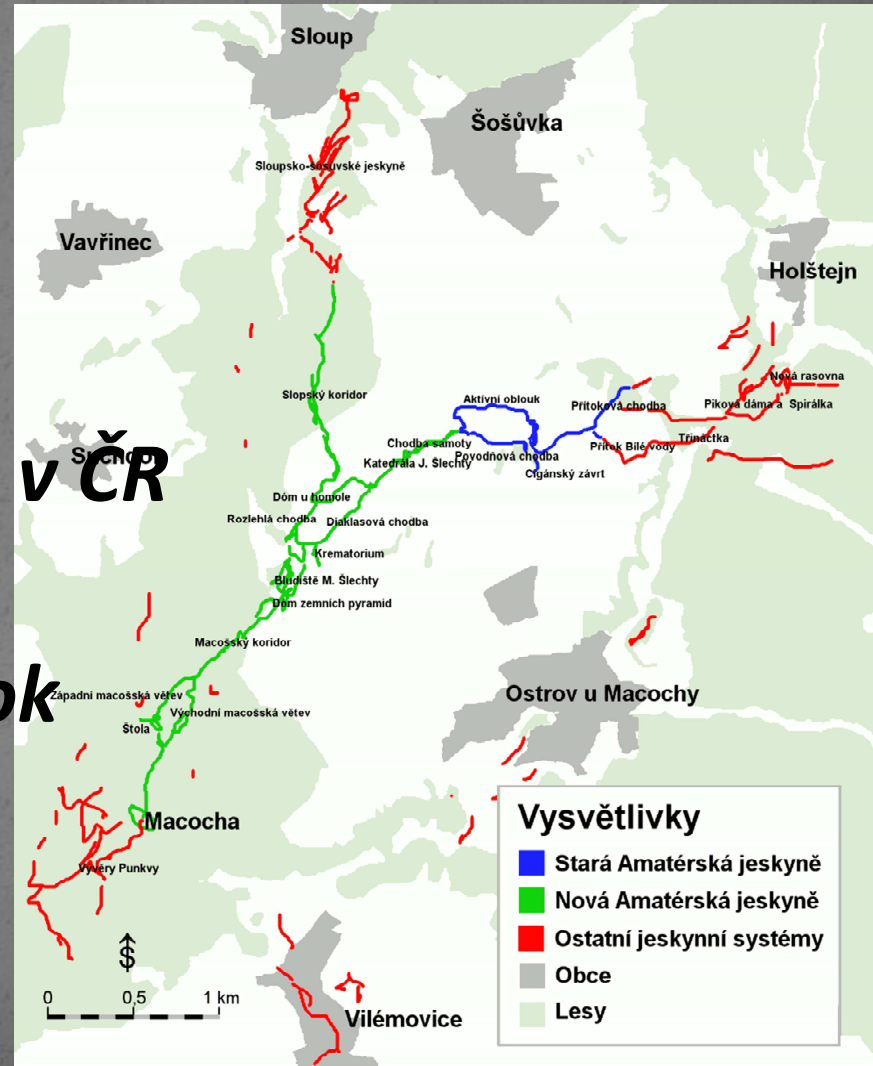 Sloup
Šošůvka
Sloupsko-šošůvské jeskyně
Vavřinec
Holštejn
Nová rasovna
Slopský koridor
Aktivní oblouk
Přítoková chodba
Piková dáma a Spirálka
Chodba samoty
Povodňová chodba
Přítok Bílé vody
Třináctka
v ČR
Katedrála J. Šlechty
Cigánský závrt
Dóm u homole
Rozlehlá chodba
Diaklasová chodba
Krematorium
Bludiště M. Šlechty
Dóm zemních pyramid
Macošský koridor
ok
Západní macošská větev
Východní macošská větev
Štola
Ostrov u Macochy
Macocha
Vývěry Punkvy
Vysvětlivky
Stará Amatérská jeskyně
Nová Amatérská jeskyně
Ostatní jeskynní systémy
Obce
Lesy
0 0,5 1 km
Vilémovice